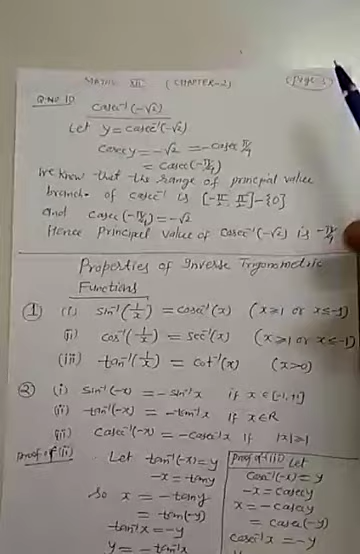 MATHS XII (CHAPTER-2) (Page-5)
Q.NO 10 cosec⁻¹(-√2)
Let y = cosec⁻¹(-√2)
cosec y = -√2 = -cosec π/4
= cosec(-π/4)
We know that the range of principal value
branch of cosec⁻¹ is [-π/2, π/2] - {0}
and cosec(-π/4) = -√2
Hence Principal value of cosec⁻¹(-√2) is -π/4
Properties of Inverse Trigonometric
Functions
① (i) sin⁻¹(1/x) = cosec⁻¹(x) (x≥1 or x≤-1)
(ii) cos⁻¹(1/x) = sec⁻¹(x) (x≥1 or x≤-1)
(iii) tan⁻¹(1/x) = cot⁻¹(x) (x>0)
② (i) sin⁻¹(-x) = -sin⁻¹x if x∈[-1,+1]
(ii) tan⁻¹(-x) = -tan⁻¹x if x∈R
(iii) cosec⁻¹(-x) = -cosec⁻¹x if |x|≥1
Proof of (ii) Let tan⁻¹(-x) = y
-x = tan y
So x = -tan y
= tan(-y)
tan⁻¹x = -y
y = -tan⁻¹x
Proof of (iii) Let
cosec⁻¹(-x) = y
-x = cosec y
x = -cosec y
= cosec(-y)
cosec⁻¹x = -y